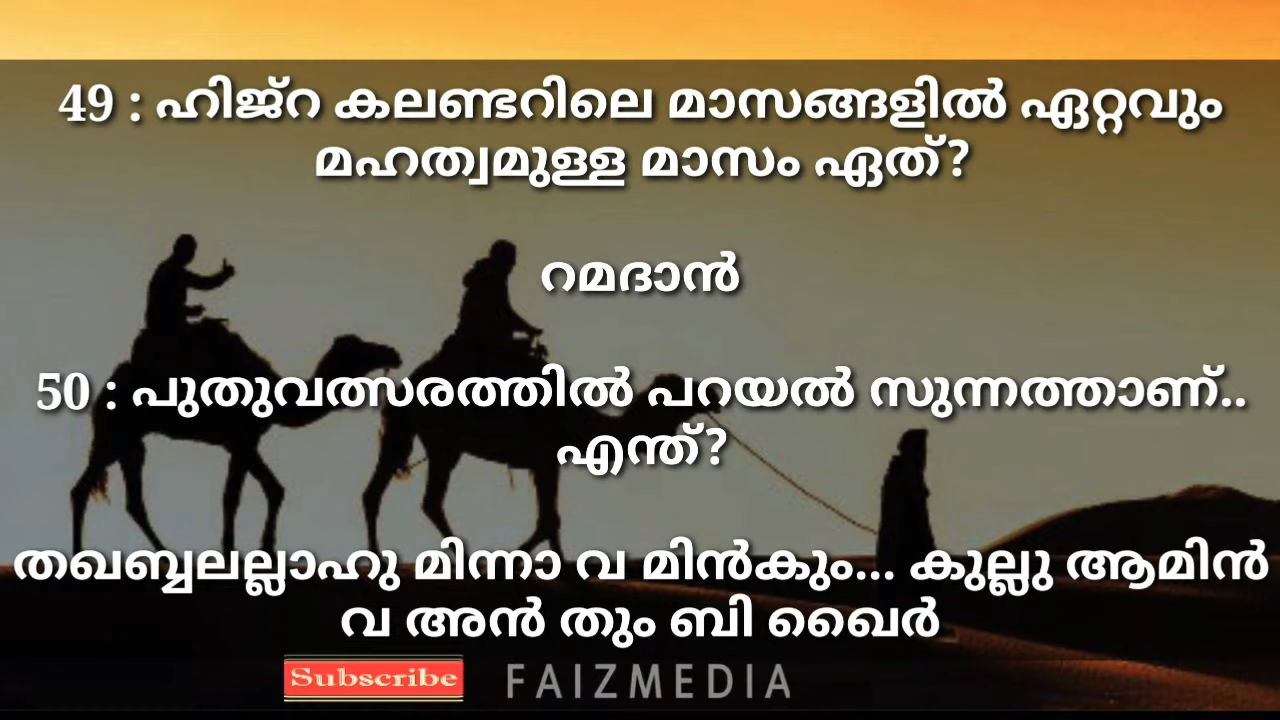 49 : ഹിജ്റ കലണ്ടറിലെ മാസങ്ങളിൽ ഏറ്റവും
മഹത്വമുള്ള മാസം ഏത്?
റമദാൻ
50 : പുതുവത്സരത്തിൽ പറയൽ സുന്നത്താണ്..
എന്ത്?
തഖബ്ബലല്ലാഹു മിന്നാ വ മിൻകും... കുല്ലു ആമിൻ
വ അൻ തും ബി ഖൈർ
Subscribe FAIZMEDIA